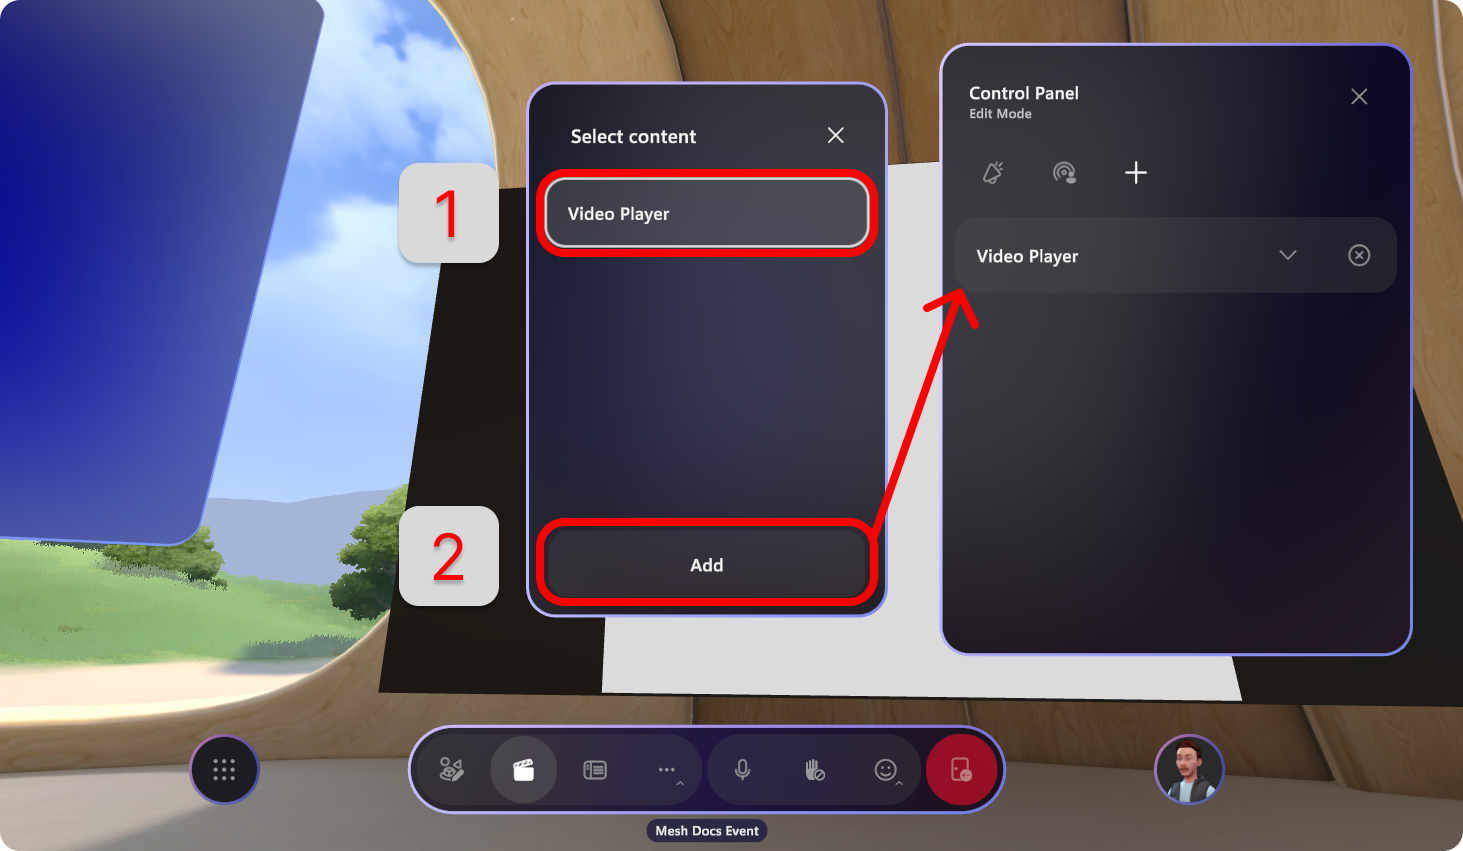 1
Select content
Video Player
2
Add
Control Panel
Edit Mode
Video Player
Mesh Docs Event